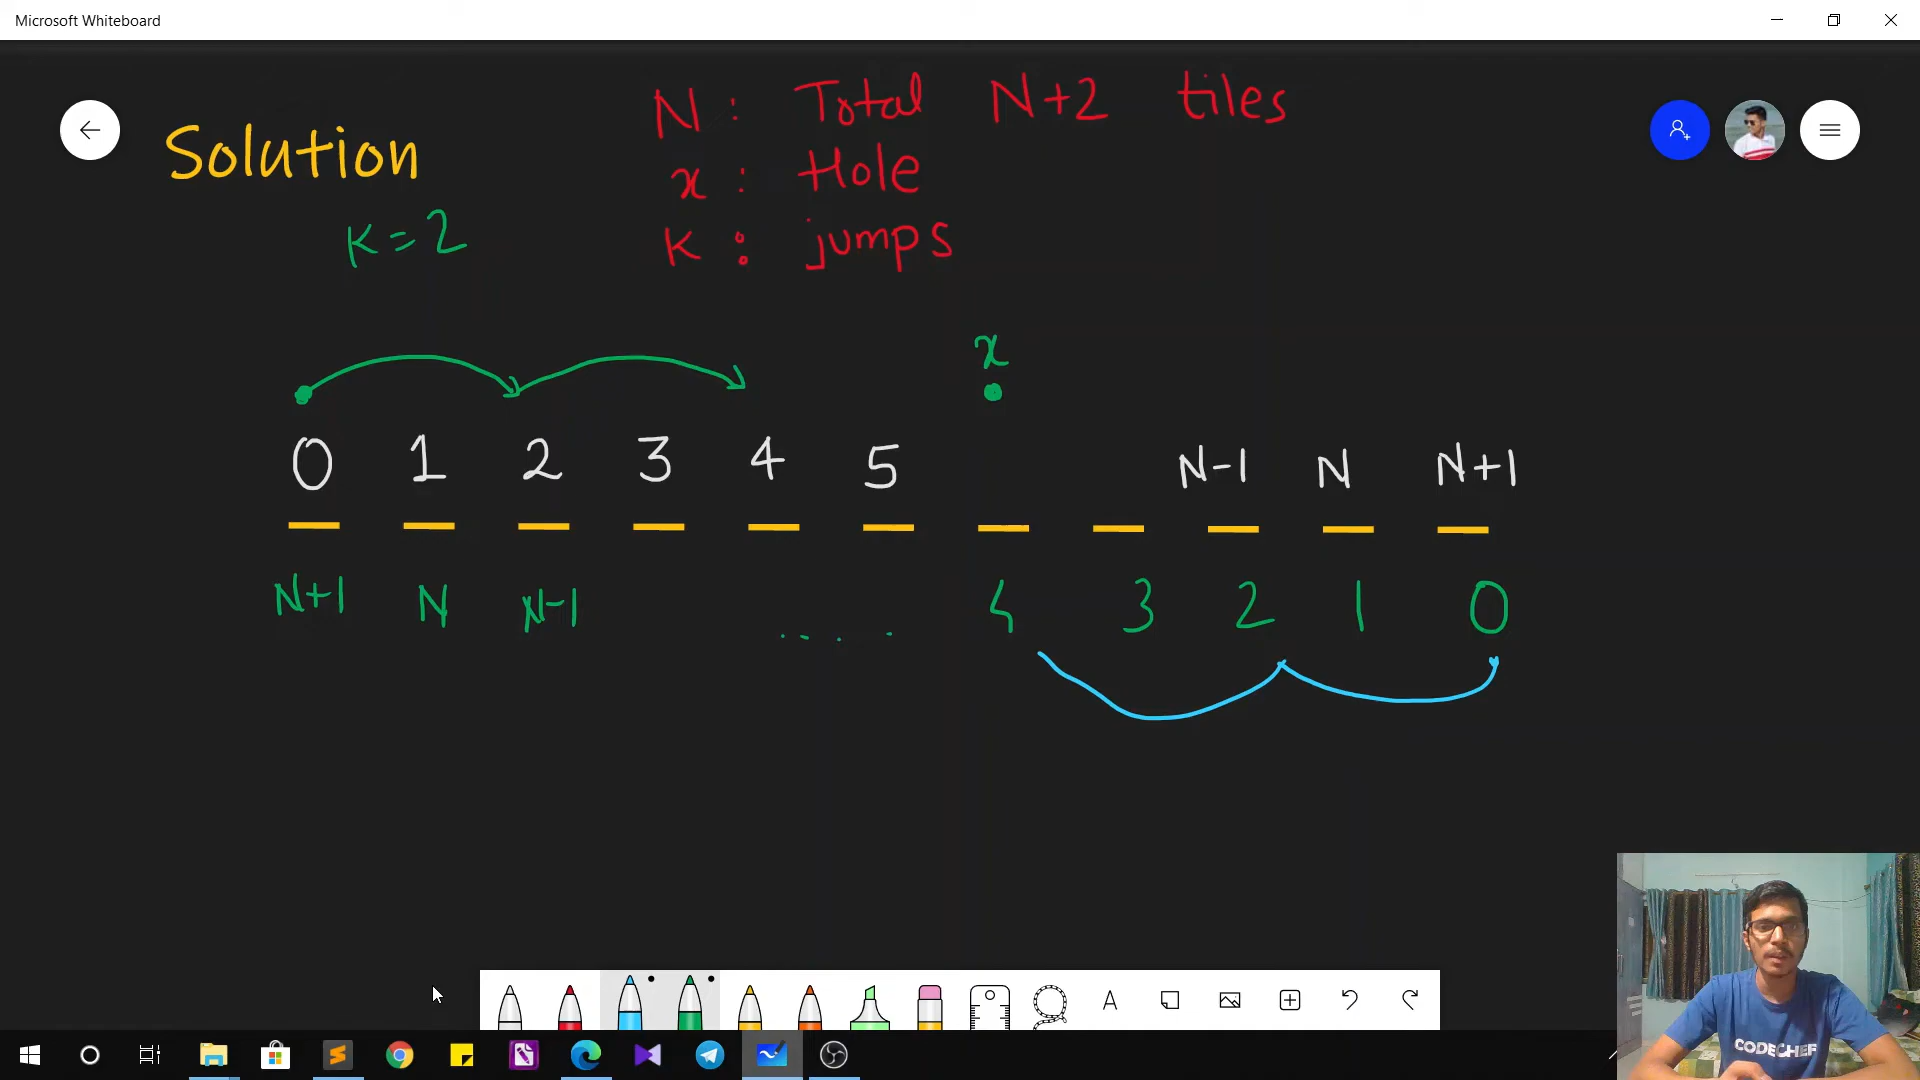 Microsoft Whiteboard
N : Total N+2 tiles
Solution
x : Hole
K = 2
K : jumps
x
0 1 2 3 4 5 N-1 N N+1
N+1 N N-1 ..... 4 3 2 1 0
CODECHEF